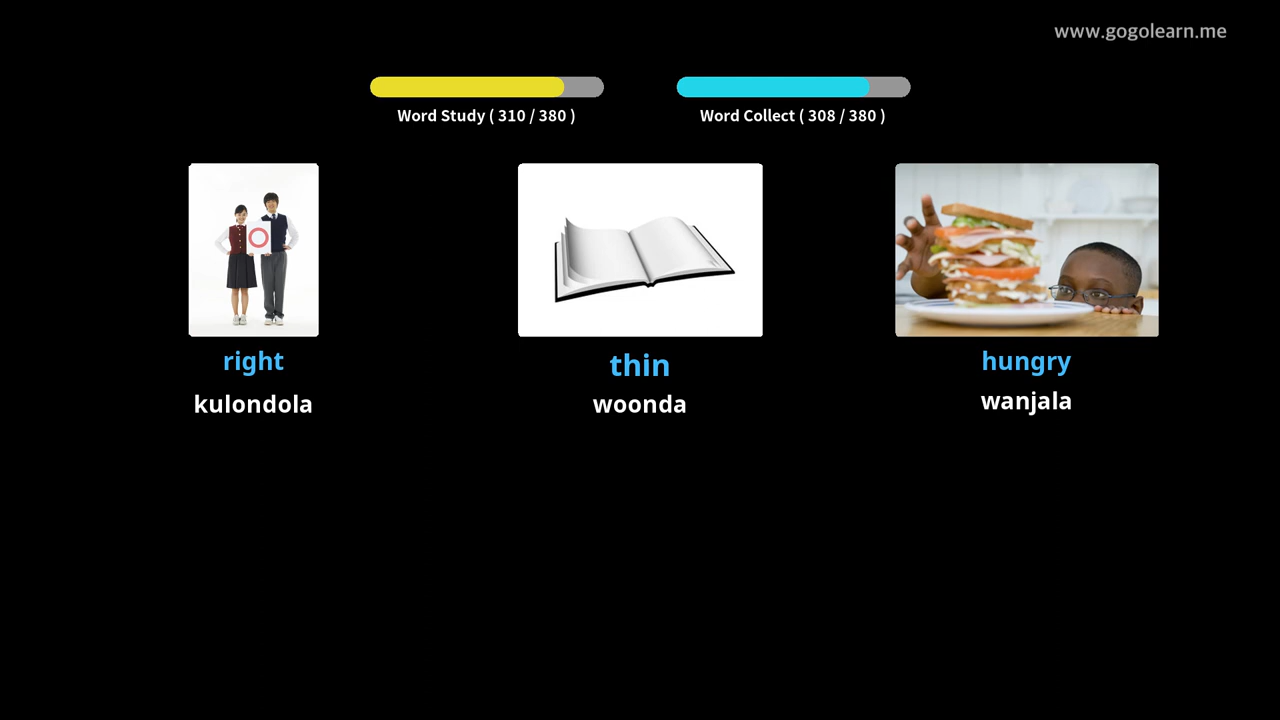 www.gogolearn.me
Word Study ( 310 / 380 )
Word Collect ( 308 / 380 )
right
kulondola
thin
woonda
hungry
wanjala